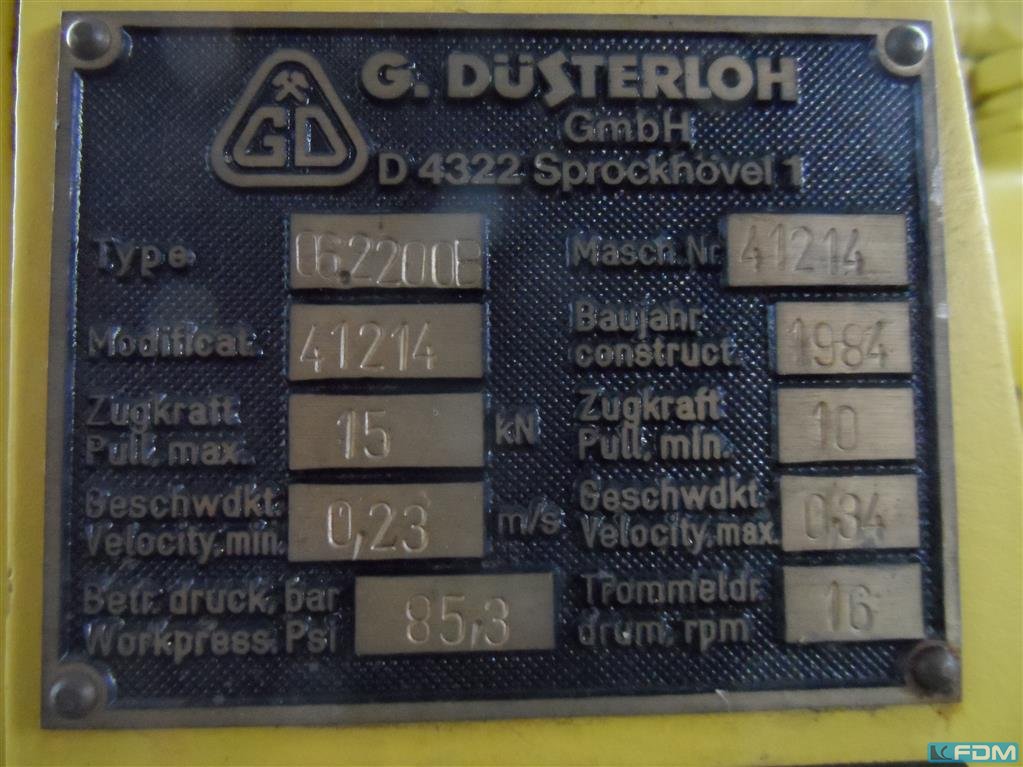 GD
G. DÜSTERLOH
GmbH
D 4322 Sprockhövel 1
Type 06.2200B Masch.Nr. 41214
Modificat. 41214 Baujahr construct. 1984
Zugkraft Pull, max. 15 kN Zugkraft Pull, min. 10
Geschwdkt. Velocity, min. 0,23 m/s Geschwdkt. Velocity, max. 0,34
Betr. druck, bar Workpress. Psi 85,3 Trommeldr. drum, rpm 16
FDM